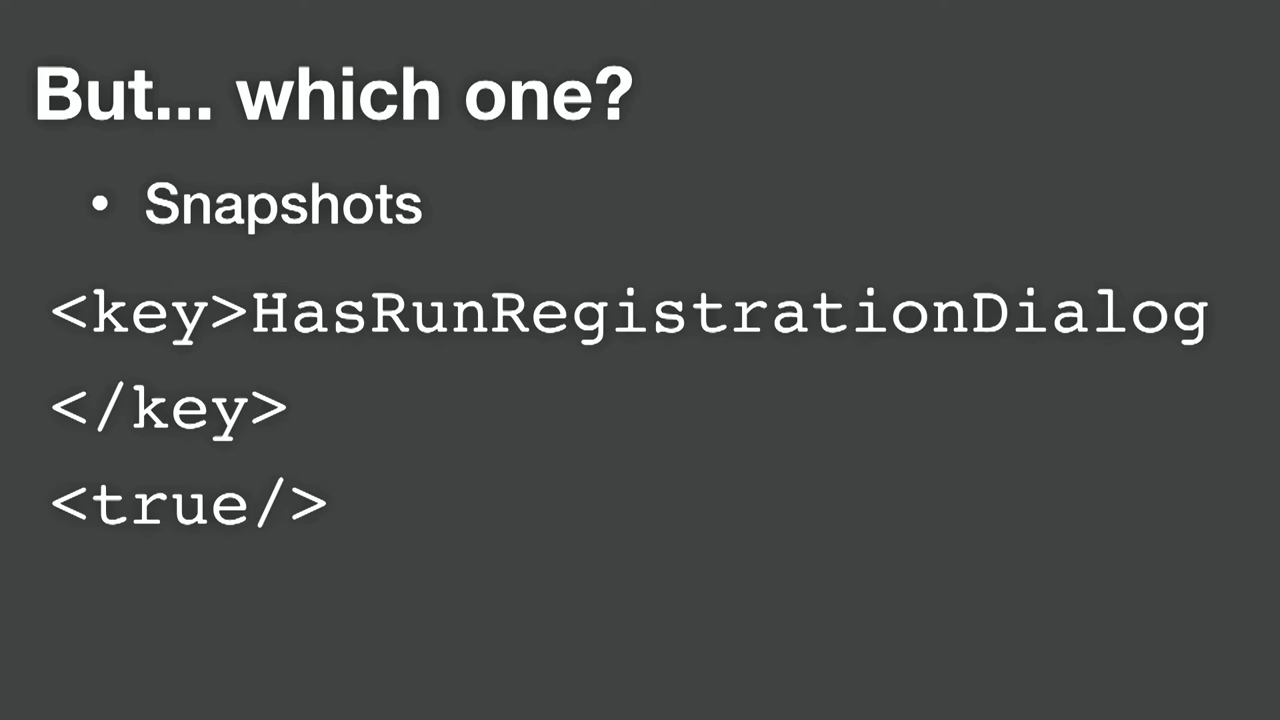 But... which one?
• Snapshots
<key>HasRunRegistrationDialog
</key>
<true/>